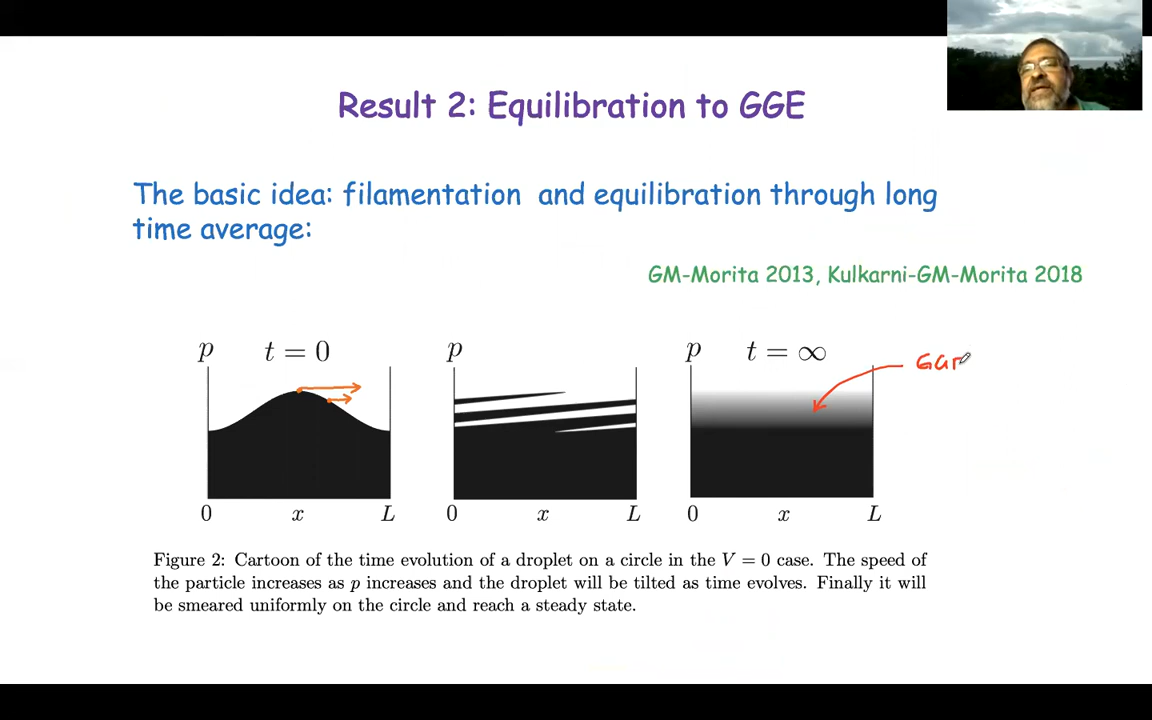 Result 2: Equilibration to GGE
The basic idea: filamentation and equilibration through long
time average:
GM-Morita 2013, Kulkarni-GM-Morita 2018
p t = 0
p
p t = ∞
0 x L
0 x L
0 x L
Figure 2: Cartoon of the time evolution of a droplet on a circle in the V = 0 case. The speed of
the particle increases as p increases and the droplet will be tilted as time evolves. Finally it will
be smeared uniformly on the circle and reach a steady state.